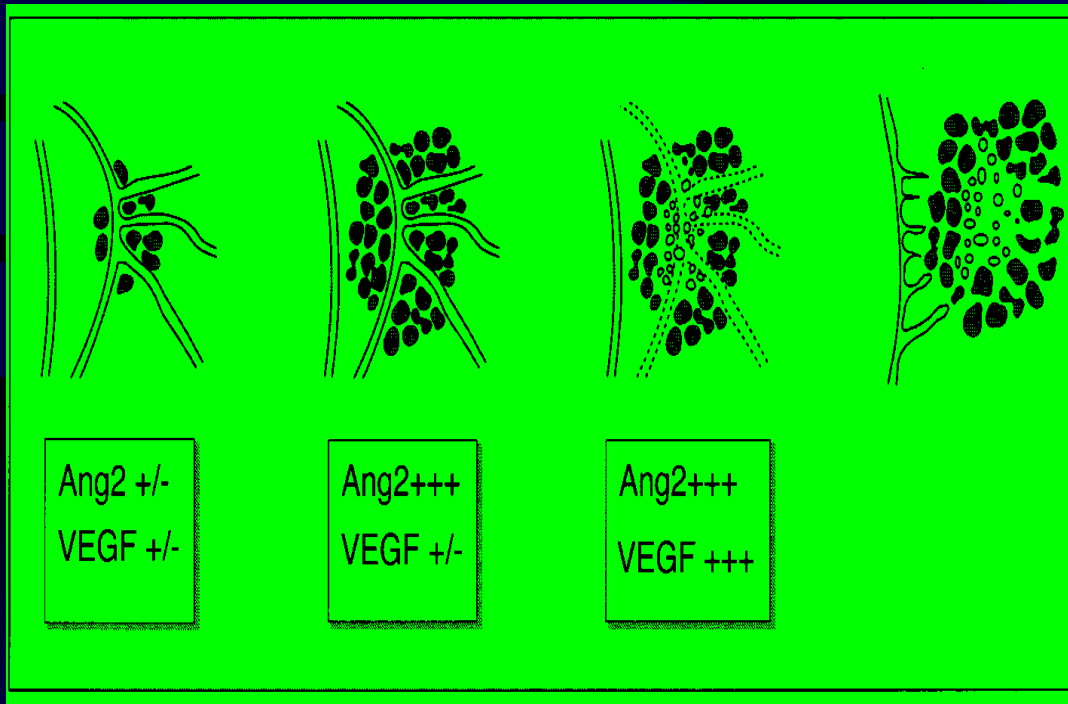 Ang2 +/-
VEGF +/-
Ang2+++
VEGF +/-
Ang2+++
VEGF +++